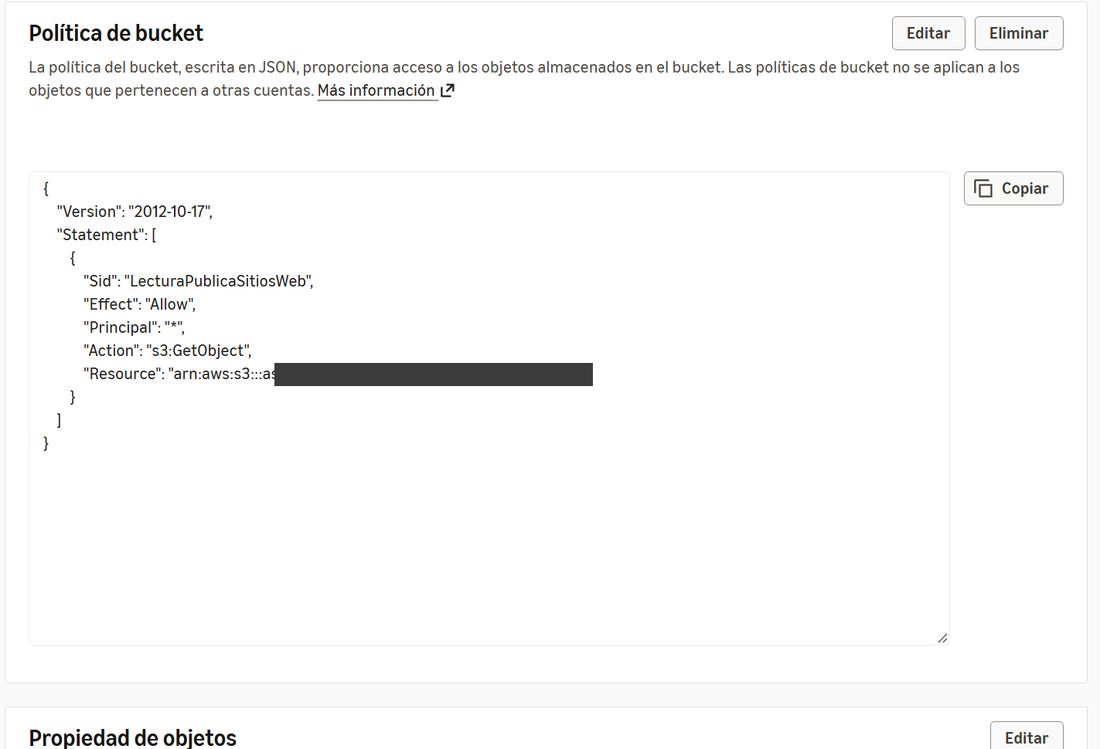 Política de bucket
Editar
Eliminar
La política del bucket, escrita en JSON, proporciona acceso a los objetos almacenados en el bucket. Las políticas de bucket no se aplican a los
objetos que pertenecen a otras cuentas. Más información
Copiar
{
"Version": "2012-10-17",
"Statement": [
{
"Sid": "LecturaPublicaSitiosWeb",
"Effect": "Allow",
"Principal": "*",
"Action": "s3:GetObject",
"Resource": "arn:aws:s3:::as
}
]
}
Propiedad de objetos
Editar